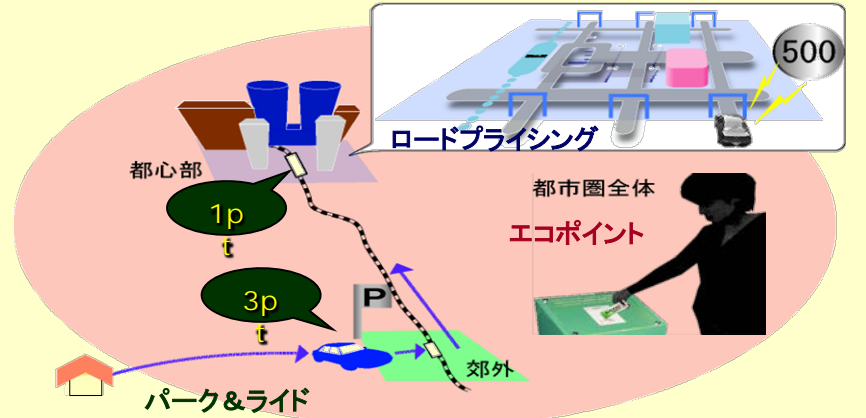 500
ロードプライシング
都心部
1p
t
都市圏全体
エコポイント
3p
t
P
郊外
パーク&ライド